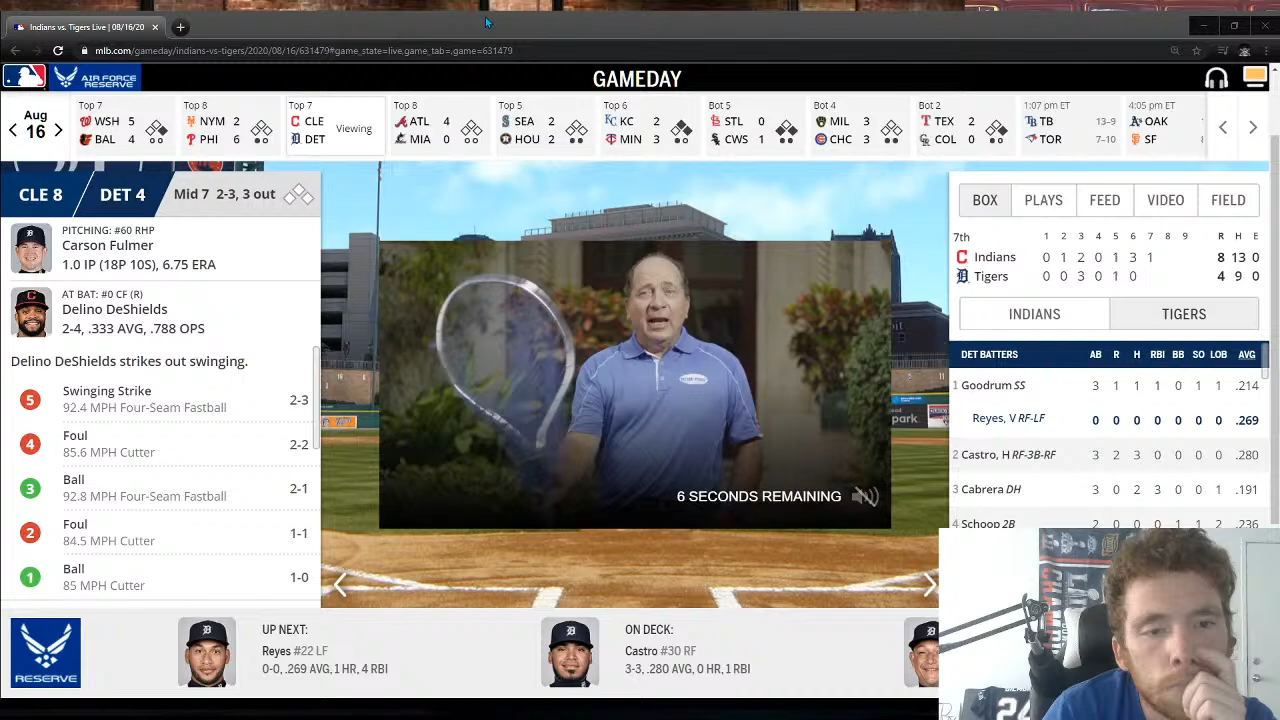 Indians vs. Tigers Live | 08/16/20
mlb.com/gameday/indians-vs-tigers/2020/08/16/631479#game_state=live,game_tab=,game=631479
AIR FORCE
RESERVE
GAMEDAY
Aug
16
Top 7
WSH 5
BAL 4
Top 8
NYM 2
PHI 6
Top 7
CLE
DET
Viewing
Top 8
ATL 4
MIA 0
Top 5
SEA 2
HOU 2
Top 6
KC 2
MIN 3
Bot 5
STL 0
CWS 1
Bot 4
MIL 3
CHC 3
Bot 2
TEX 2
COL 0
1:07 pm ET
TB 13-9
TOR 7-10
4:05 pm ET
OAK
SF
CLE 8
DET 4
Mid 7 2-3, 3 out
PITCHING: #60 RHP
Carson Fulmer
1.0 IP (18P 10S), 6.75 ERA
AT BAT: #0 CF (R)
Delino DeShields
2-4, .333 AVG, .788 OPS
Delino DeShields strikes out swinging.
5 Swinging Strike 2-3
92.4 MPH Four-Seam Fastball
4 Foul 2-2
85.6 MPH Cutter
3 Ball 2-1
92.8 MPH Four-Seam Fastball
2 Foul 1-1
84.5 MPH Cutter
1 Ball 1-0
85 MPH Cutter
6 SECONDS REMAINING
park
BOX PLAYS FEED VIDEO FIELD
7th 1 2 3 4 5 6 7 8 9 R H E
Indians 0 1 2 0 1 3 1 8 13 0
Tigers 0 0 3 0 1 0 4 9 0
INDIANS TIGERS
DET BATTERS AB R H RBI BB SO LOB AVG
1 Goodrum SS 3 1 1 1 0 1 1 .214
Reyes, V RF-LF 0 0 0 0 0 0 0 .269
2 Castro, H RF-3B-RF 3 2 3 0 0 0 0 .280
3 Cabrera DH 3 0 2 3 0 0 1 .191
4 Schoop 2B 2 0 0 0 1 1 2 .236
RESERVE
UP NEXT:
Reyes #22 LF
0-0, .269 AVG, 1 HR, 4 RBI
ON DECK:
Castro #30 RF
3-3, .280 AVG, 0 HR, 1 RBI
24